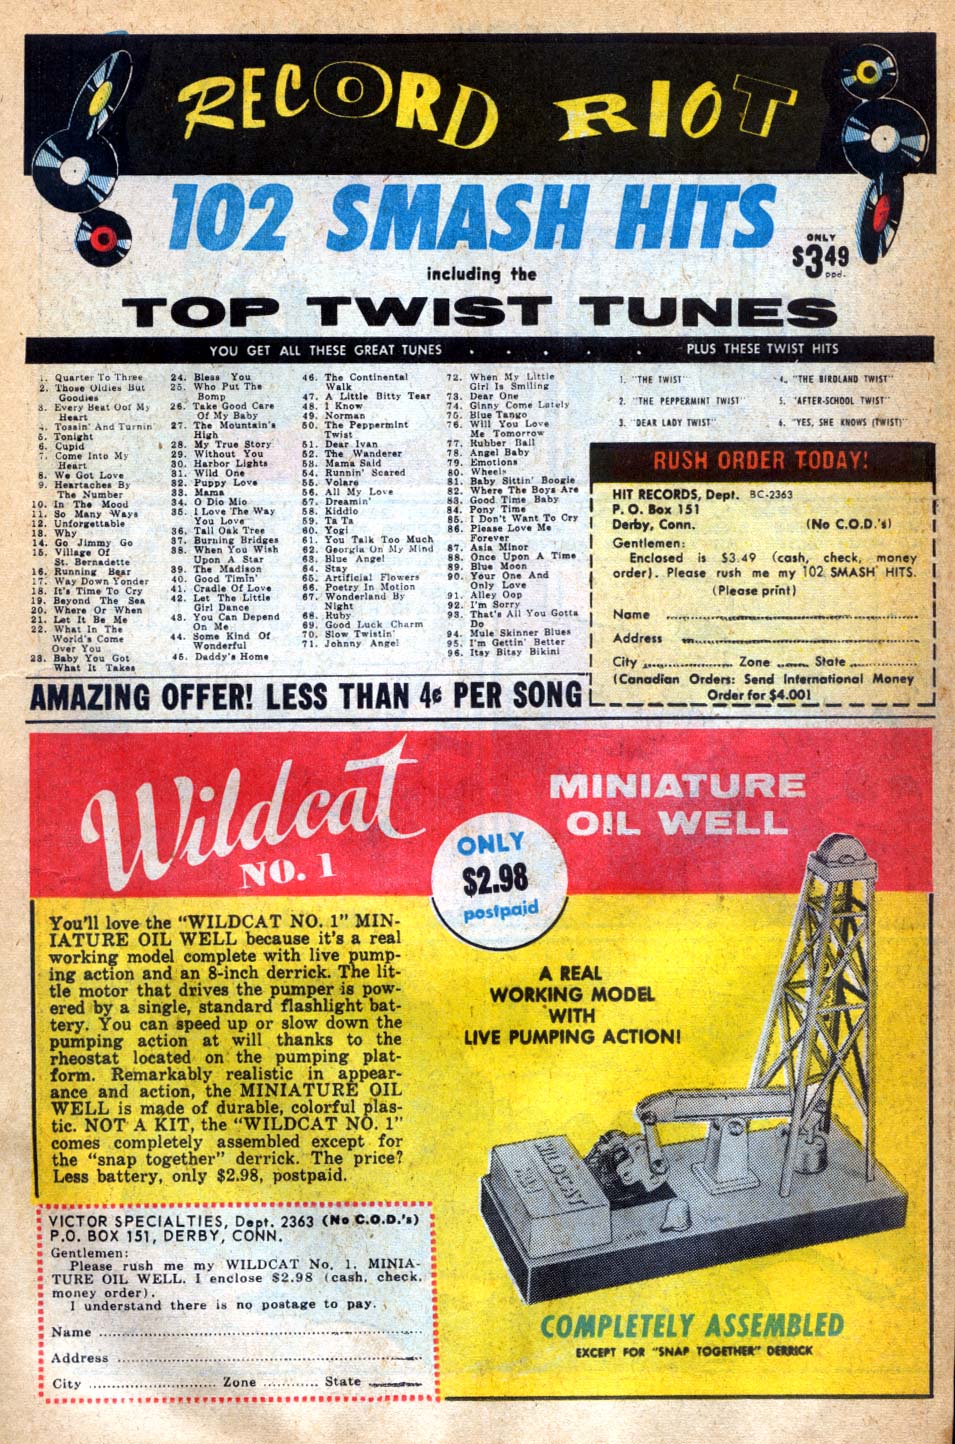 RECORD RIOT
102 SMASH HITS
ONLY
$3.49
ppd.
including the
TOP TWIST TUNES
YOU GET ALL THESE GREAT TUNES . . . . . . . PLUS THESE TWIST HITS
1. Quarter To Three
2. Those Oldies But
Goodies
3. Every Beat Oof My
Heart
4. Tossin' And Turnin'
5. Tonight
6. Cupid
7. Come Into My
Heart
8. We Got Love
9. Heartaches By
The Number
10. In The Mood
11. So Many Ways
12. Unforgettable
13. Why
14. Go Jimmy Go
15. Village Of
St. Bernadette
16. Running Bear
17. Way Down Yonder
18. It's Time To Cry
19. Beyond The Sea
20. Where Or When
21. Let It Be Me
22. What In The
World's Come
Over You
23. Baby You Got
What It Takes
24. Bless You
25. Who Put The
Bomp
26. Take Good Care
Of My Baby
27. The Mountain's
High
28. My True Story
29. Without You
30. Harbor Lights
31. Wild One
32. Puppy Love
33. Mama
34. O Dio Mio
35. I Love The Way
You Love
36. Tall Oak Tree
37. Burning Bridges
38. When You Wish
Upon A Star
39. The Madison
40. Good Timin'
41. Cradle Of Love
42. Let The Little
Girl Dance
43. You Can Depend
On Me
44. Some Kind Of
Wonderful
45. Daddy's Home
46. The Continental
Walk
47. A Little Bitty Tear
48. I Know
49. Norman
50. The Peppermint
Twist
51. Dear Ivan
52. The Wanderer
53. Mama Said
54. Runnin' Scared
55. Volare
56. All My Love
57. Dreamin'
58. Kiddio
59. Ta Ta
60. Yogi
61. You Talk Too Much
62. Georgia On My Mind
63. Blue Angel
64. Stay
65. Artificial Flowers
66. Poetry In Motion
67. Wonderland By
Night
68. Ruby
69. Good Luck Charm
70. Slow Twistin'
71. Johnny Angel
72. When My Little
Girl Is Smiling
73. Dear One
74. Ginny Come Lately
75. Blue Tango
76. Will You Love
Me Tomorrow
77. Rubber Ball
78. Angel Baby
79. Emotions
80. Wheels
81. Baby Sittin' Boogie
82. Where The Boys Are
83. Good Time Baby
84. Pony Time
85. I Don't Want To Cry
86. Please Love Me
Forever
87. Asia Minor
88. Once Upon A Time
89. Blue Moon
90. Your One And
Only Love
91. Alley Oop
92. I'm Sorry
93. That's All You Gotta
Do
94. Mule Skinner Blues
95. I'm Gettin' Better
96. Itsy Bitsy Bikini
1. "THE TWIST"
2. "THE PEPPERMINT TWIST"
3. "DEAR LADY TWIST"
4. "THE BIRDLAND TWIST"
5. 'AFTER-SCHOOL TWIST"
6. "YES, SHE KNOWS (TWIST)"
RUSH ORDER TODAY!
HIT RECORDS, Dept. BC-2363
P. O. Box 151
Derby, Conn. (No C.O.D.'s)
Gentlemen:
Enclosed is $3.49 (cash, check, money
order). Please rush me my 102 SMASH HITS.
(Please print)
Name
Address
City Zone State
(Canadian Orders: Send International Money
Order for $4.00)
AMAZING OFFER! LESS THAN 4¢ PER SONG
Wildcat
NO. 1
MINIATURE
OIL WELL
ONLY
$2.98
postpaid
You'll love the "WILDCAT NO. 1" MIN-
IATURE OIL WELL because it's a real
working model complete with live pump-
ing action and an 8-inch derrick. The lit-
tle motor that drives the pumper is pow-
ered by a single, standard flashlight bat-
tery. You can speed up or slow down the
pumping action at will thanks to the
rheostat located on the pumping plat-
form. Remarkably realistic in appear-
ance and action, the MINIATURE OIL
WELL is made of durable, colorful plas-
tic. NOT A KIT, the "WILDCAT NO. 1"
comes completely assembled except for
the "snap together" derrick. The price?
Less battery, only $2.98, postpaid.
A REAL
WORKING MODEL
WITH
LIVE PUMPING ACTION!
WILDCAT
NO. 1
VICTOR SPECIALTIES, Dept. 2363 (No C.O.D.'s)
P.O. BOX 151, DERBY, CONN.
Gentlemen:
Please rush me my WILDCAT No. 1. MINIA-
TURE OIL WELL. I enclose $2.98 (cash, check,
money order).
I understand there is no postage to pay.
Name
Address
City Zone State
COMPLETELY ASSEMBLED
EXCEPT FOR "SNAP TOGETHER" DERRICK